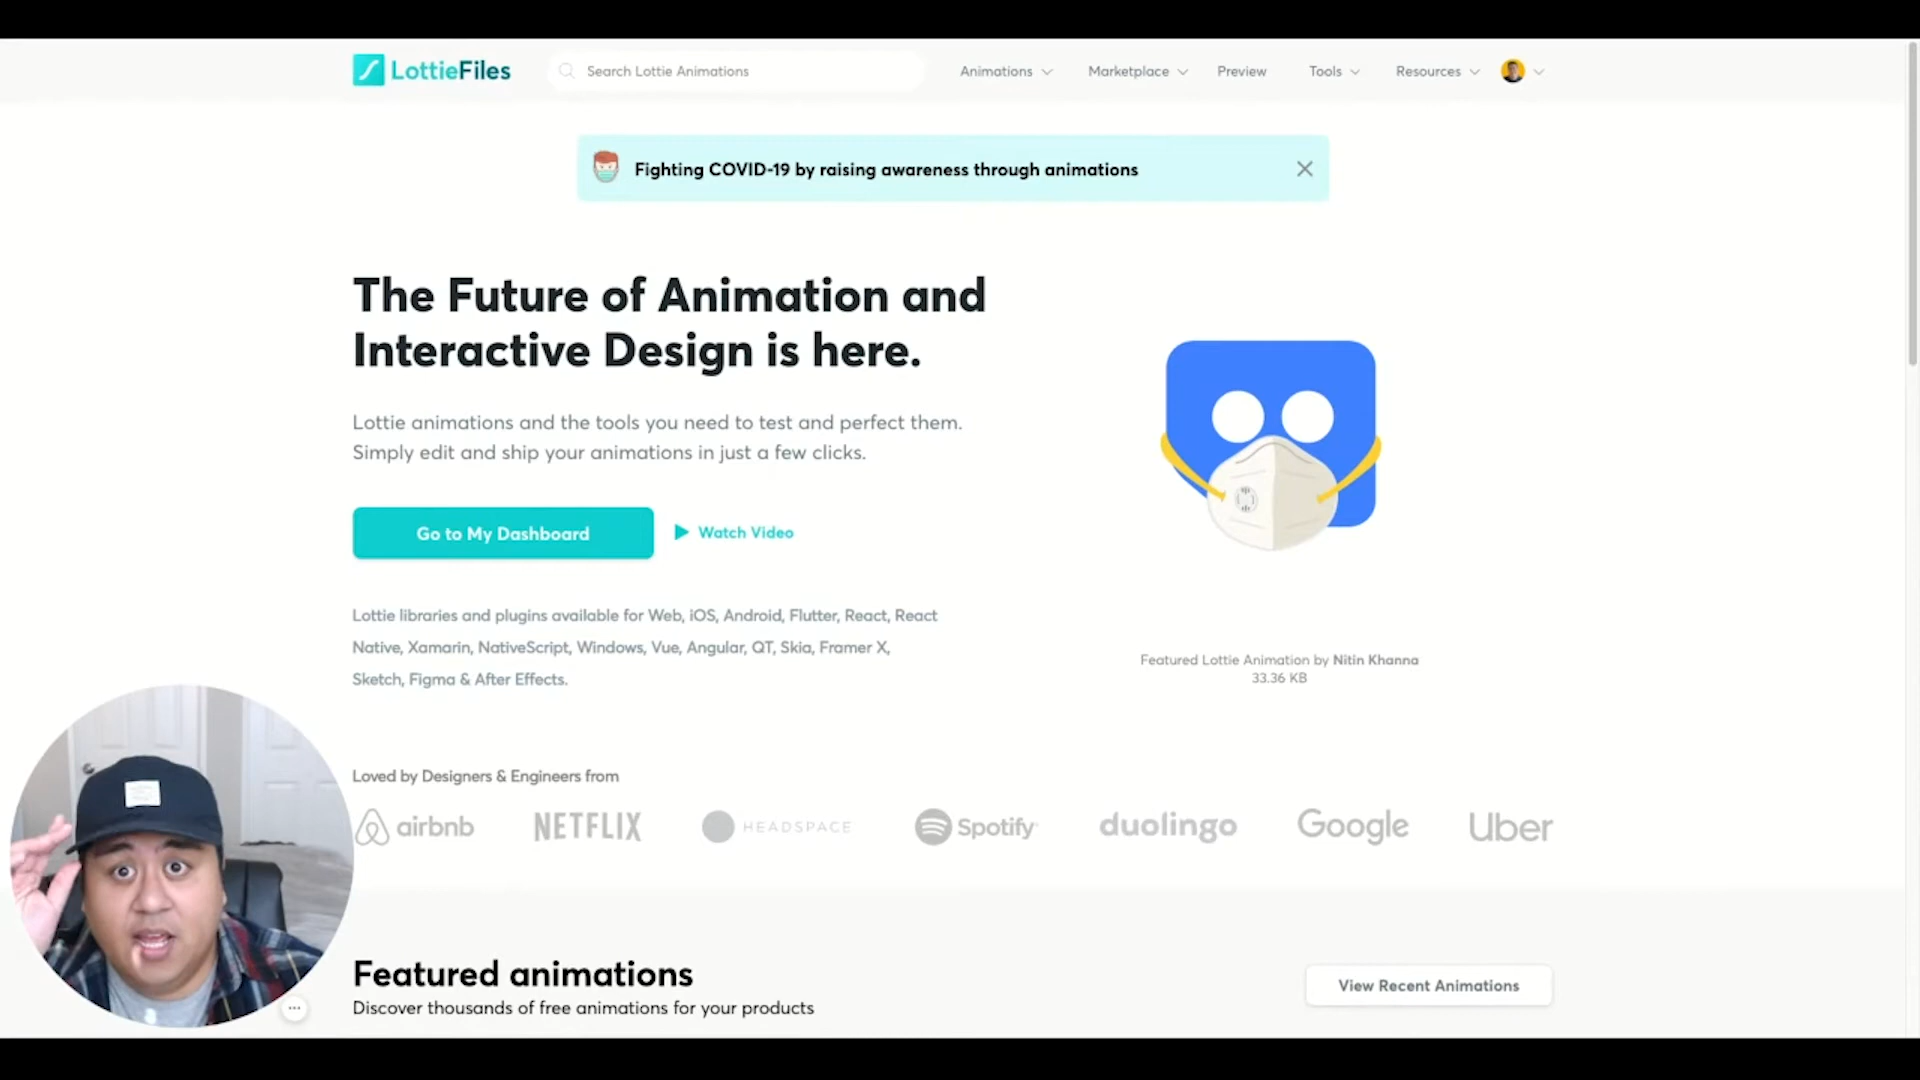 LottieFiles
Search Lottie Animations
Animations
Marketplace
Preview
Tools
Resources
Fighting COVID-19 by raising awareness through animations
The Future of Animation and
Interactive Design is here.
Lottie animations and the tools you need to test and perfect them.
Simply edit and ship your animations in just a few clicks.
Go to My Dashboard
Watch Video
Lottie libraries and plugins available for Web, iOS, Android, Flutter, React, React
Native, Xamarin, NativeScript, Windows, Vue, Angular, QT, Skia, Framer X,
Sketch, Figma & After Effects.
Featured Lottie Animation by Nitin Khanna
33.36 KB
Loved by Designers & Engineers from
airbnb
NETFLIX
HEADSPACE
Spotify
duolingo
Google
Uber
Featured animations
Discover thousands of free animations for your products
View Recent Animations